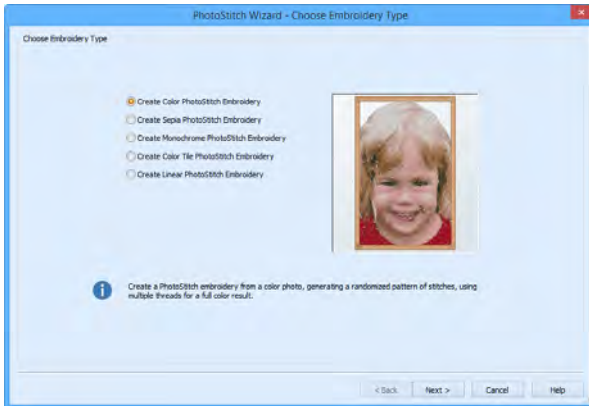 PhotoStitch Wizard - Choose Embroidery Type
Choose Embroidery Type
Create Color PhotoStitch Embroidery
Create Sepia PhotoStitch Embroidery
Create Monochrome PhotoStitch Embroidery
Create Color Tile PhotoStitch Embroidery
Create Linear PhotoStitch Embroidery
Create a PhotoStitch embroidery from a color photo, generating a randomized pattern of stitches, using
multiple threads for a full color result.
< Back Next > Cancel Help